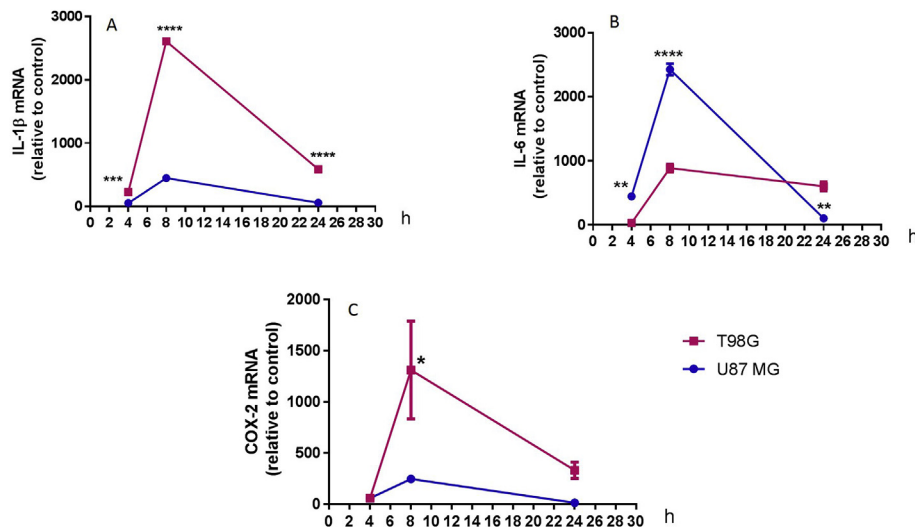 A
IL-1β mRNA
(relative to control)
3000
2000
1000
0
***
****
****
0 2 4 6 8 10 12 14 16 18 20 22 24 26 28 30 h
B
IL-6 mRNA
(relative to control)
3000
2000
1000
0
**
****
**
0 2 4 6 8 10 12 14 16 18 20 22 24 26 28 30 h
C
COX-2 mRNA
(relative to control)
2000
1500
1000
500
0
*
0 2 4 6 8 10 12 14 16 18 20 22 24 26 28 30 h
T98G
U87 MG